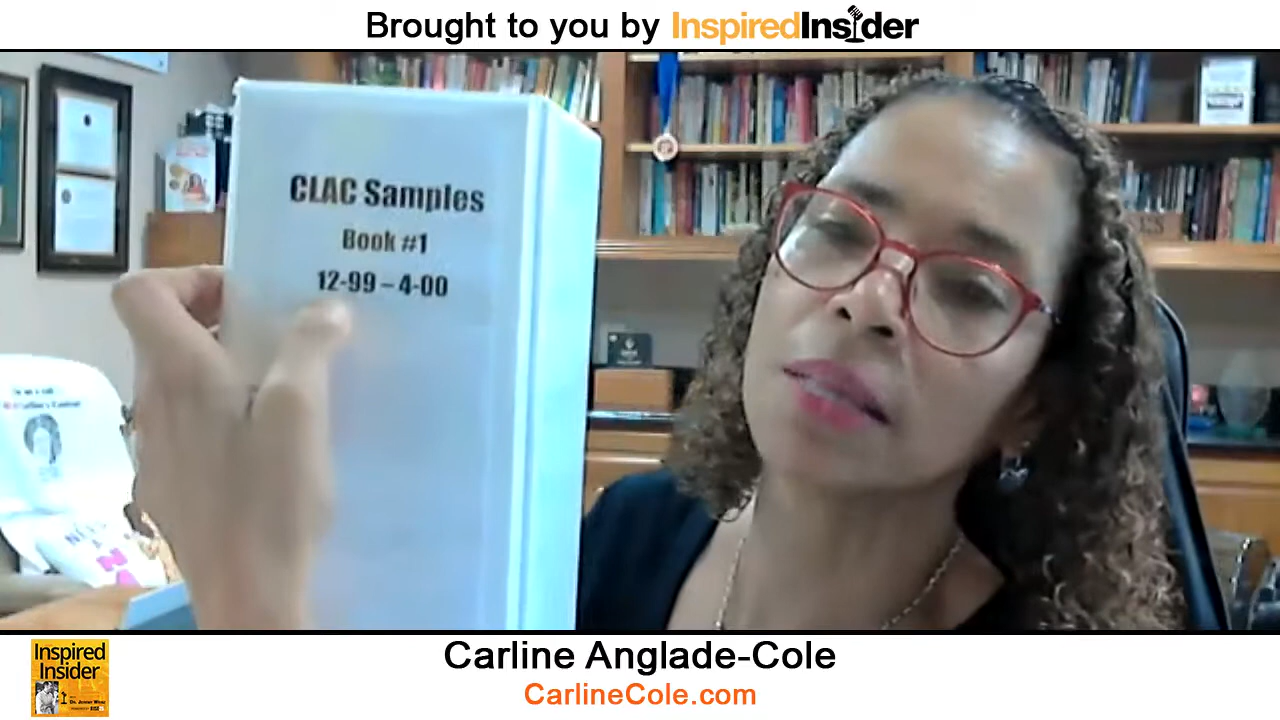 Brought to you by InspiredInsider
CLAC Samples
Book #1
12-99 – 4-00
Inspired
Insider
Carline Anglade-Cole
CarlineCole.com